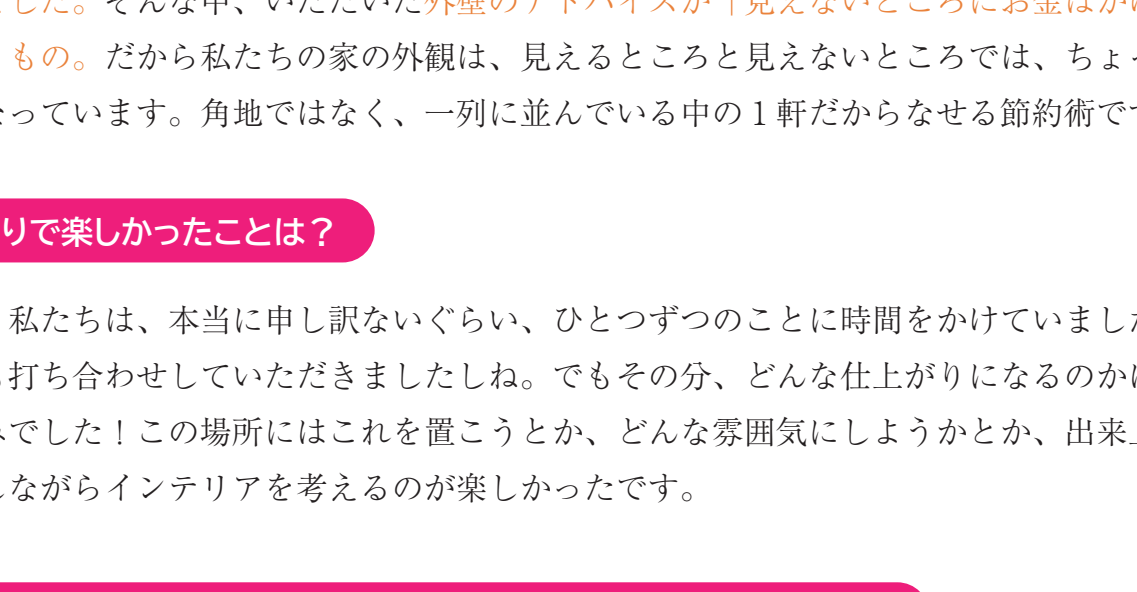 ました。そんな中、いただいた外壁のアドバイスが「見えないところにお金はかけ
もの。だから私たちの家の外観は、見えるところと見えないところでは、ちょっ
なっています。角地ではなく、一列に並んでいる中の１軒だからなせる節約術です
りで楽しかったことは？
私たちは、本当に申し訳ないぐらい、ひとつずつのことに時間をかけていました
打ち合わせしていただきましたしね。でもその分、どんな仕上がりになるのかは
みでした！この場所にはこれを置こうとか、どんな雰囲気にしようかとか、出来上
しながらインテリアを考えるのが楽しかったです。